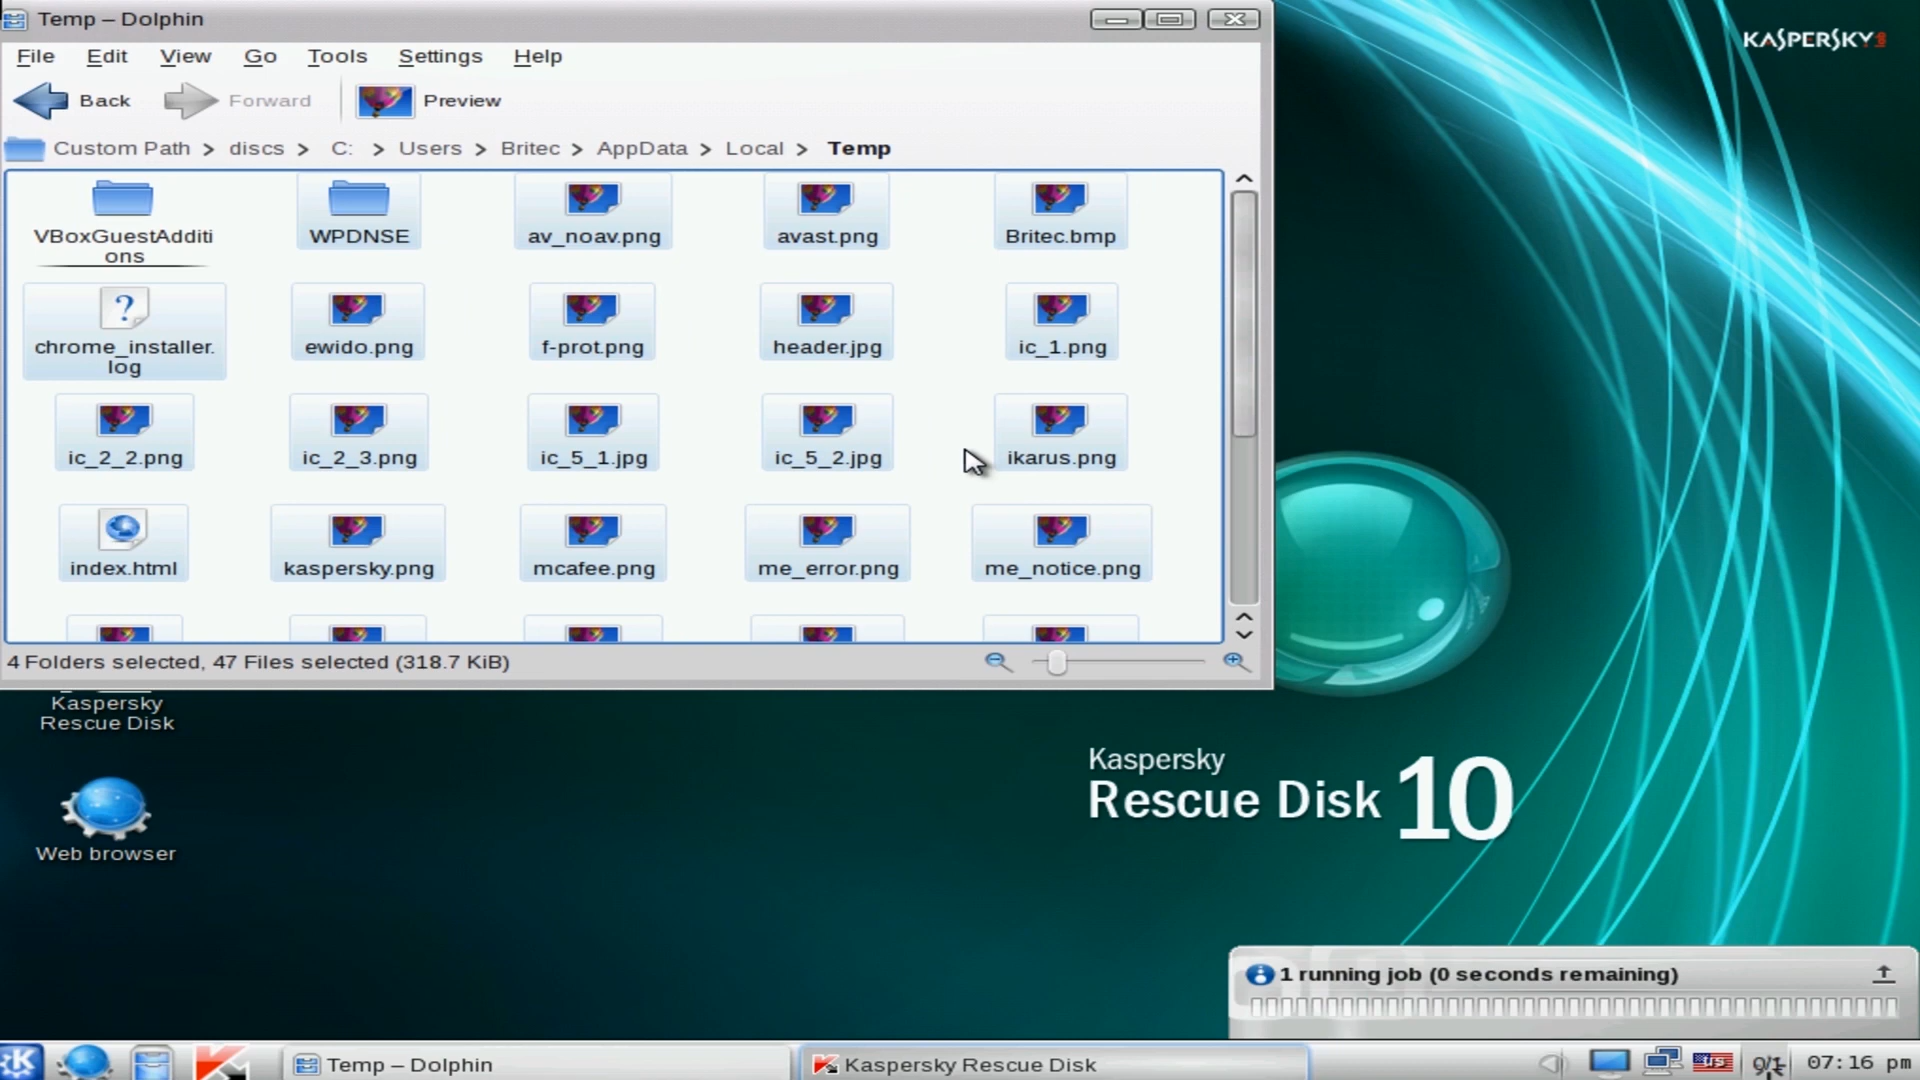 Temp – Dolphin
File Edit View Go Tools Settings Help
Back Forward Preview
Custom Path > discs > C: > Users > Britec > AppData > Local > Temp
VBoxGuestAdditi
ons
WPDNSE
av_noav.png
avast.png
Britec.bmp
chrome_installer.
log
ewido.png
f-prot.png
header.jpg
ic_1.png
ic_2_2.png
ic_2_3.png
ic_5_1.jpg
ic_5_2.jpg
ikarus.png
index.html
kaspersky.png
mcafee.png
me_error.png
me_notice.png
4 Folders selected, 47 Files selected (318.7 KiB)
KASPERSKY
Kaspersky
Rescue Disk
Web browser
Kaspersky
Rescue Disk 10
1 running job (0 seconds remaining)
Temp – Dolphin
Kaspersky Rescue Disk
us
07:16 pm